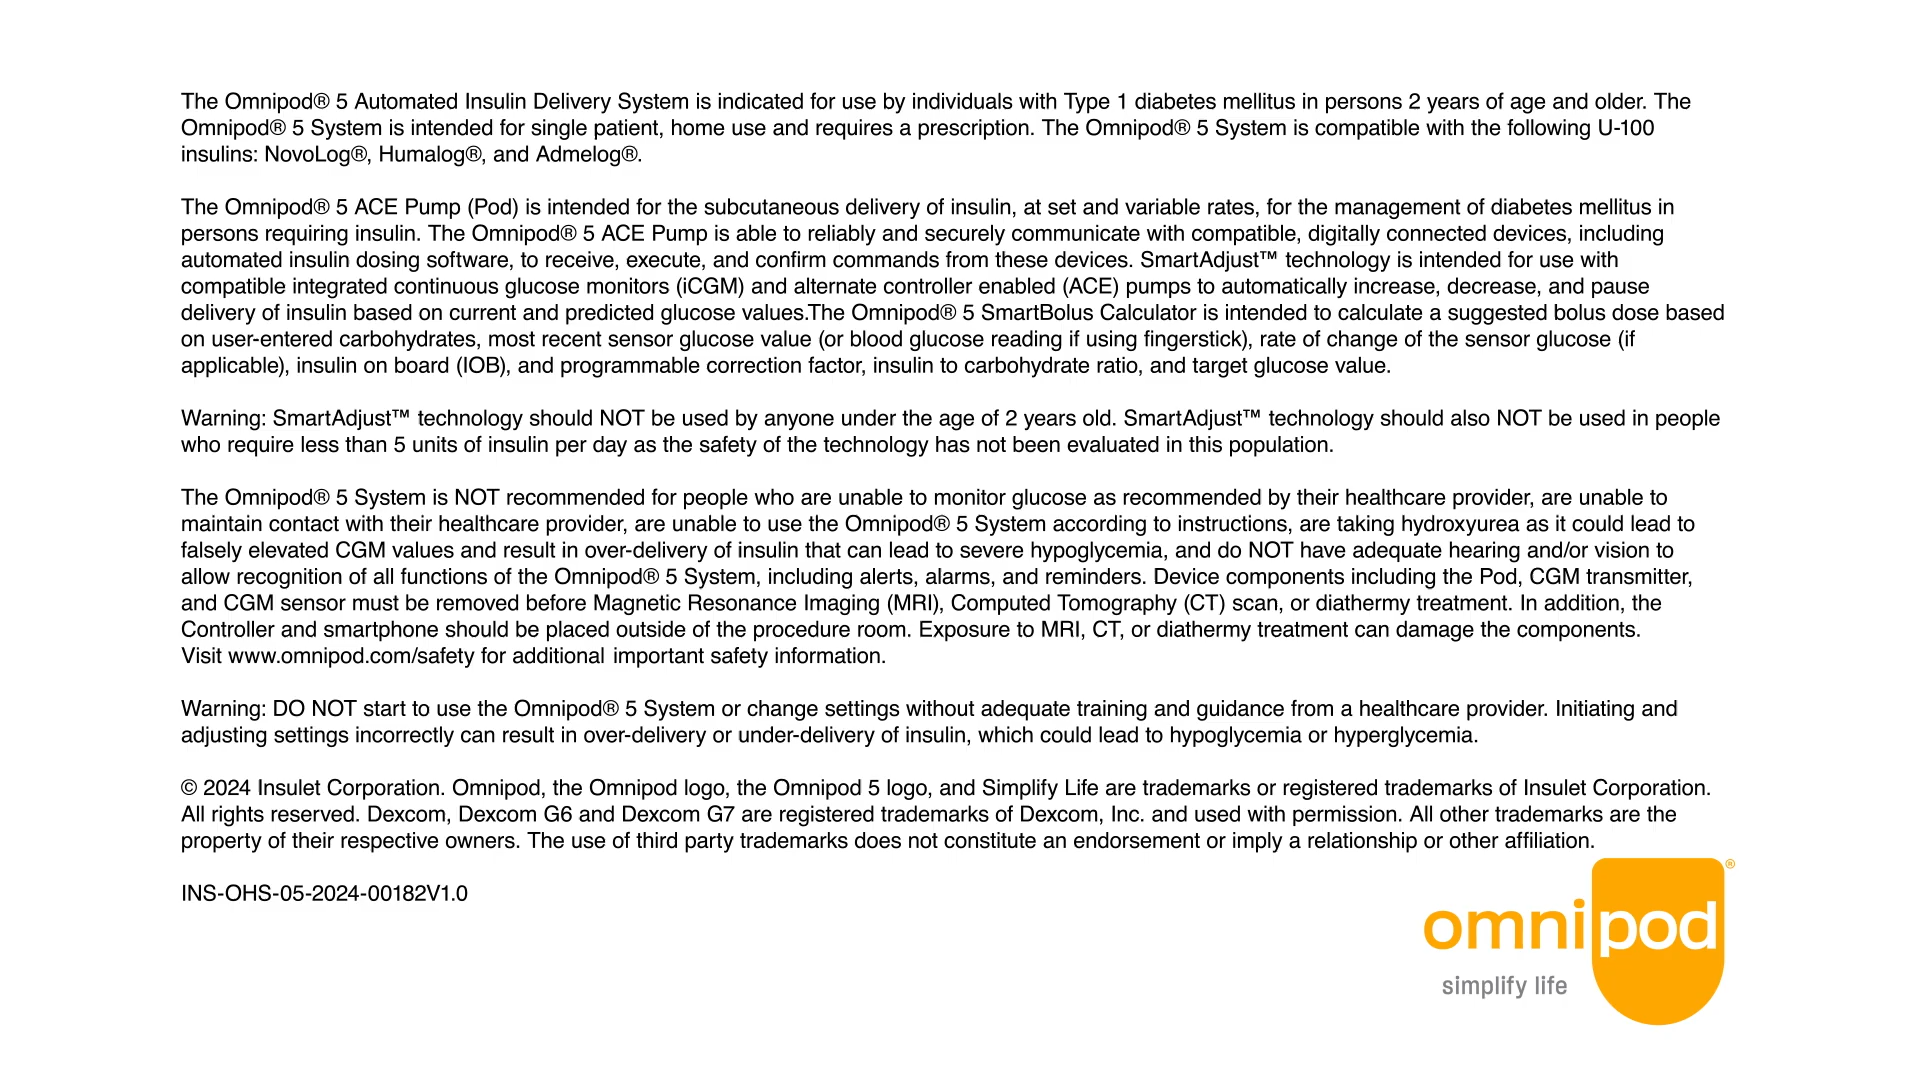 The Omnipod® 5 Automated Insulin Delivery System is indicated for use by individuals with Type 1 diabetes mellitus in persons 2 years of age and older. The
Omnipod® 5 System is intended for single patient, home use and requires a prescription. The Omnipod® 5 System is compatible with the following U-100
insulins: NovoLog®, Humalog®, and Admelog®.
The Omnipod® 5 ACE Pump (Pod) is intended for the subcutaneous delivery of insulin, at set and variable rates, for the management of diabetes mellitus in
persons requiring insulin. The Omnipod® 5 ACE Pump is able to reliably and securely communicate with compatible, digitally connected devices, including
automated insulin dosing software, to receive, execute, and confirm commands from these devices. SmartAdjust™ technology is intended for use with
compatible integrated continuous glucose monitors (iCGM) and alternate controller enabled (ACE) pumps to automatically increase, decrease, and pause
delivery of insulin based on current and predicted glucose values.The Omnipod® 5 SmartBolus Calculator is intended to calculate a suggested bolus dose based
on user-entered carbohydrates, most recent sensor glucose value (or blood glucose reading if using fingerstick), rate of change of the sensor glucose (if
applicable), insulin on board (IOB), and programmable correction factor, insulin to carbohydrate ratio, and target glucose value.
Warning: SmartAdjust™ technology should NOT be used by anyone under the age of 2 years old. SmartAdjust™ technology should also NOT be used in people
who require less than 5 units of insulin per day as the safety of the technology has not been evaluated in this population.
The Omnipod® 5 System is NOT recommended for people who are unable to monitor glucose as recommended by their healthcare provider, are unable to
maintain contact with their healthcare provider, are unable to use the Omnipod® 5 System according to instructions, are taking hydroxyurea as it could lead to
falsely elevated CGM values and result in over-delivery of insulin that can lead to severe hypoglycemia, and do NOT have adequate hearing and/or vision to
allow recognition of all functions of the Omnipod® 5 System, including alerts, alarms, and reminders. Device components including the Pod, CGM transmitter,
and CGM sensor must be removed before Magnetic Resonance Imaging (MRI), Computed Tomography (CT) scan, or diathermy treatment. In addition, the
Controller and smartphone should be placed outside of the procedure room. Exposure to MRI, CT, or diathermy treatment can damage the components.
Visit www.omnipod.com/safety for additional important safety information.
Warning: DO NOT start to use the Omnipod® 5 System or change settings without adequate training and guidance from a healthcare provider. Initiating and
adjusting settings incorrectly can result in over-delivery or under-delivery of insulin, which could lead to hypoglycemia or hyperglycemia.
© 2024 Insulet Corporation. Omnipod, the Omnipod logo, the Omnipod 5 logo, and Simplify Life are trademarks or registered trademarks of Insulet Corporation.
All rights reserved. Dexcom, Dexcom G6 and Dexcom G7 are registered trademarks of Dexcom, Inc. and used with permission. All other trademarks are the
property of their respective owners. The use of third party trademarks does not constitute an endorsement or imply a relationship or other affiliation.
INS-OHS-05-2024-00182V1.0
omnipod®
simplify life